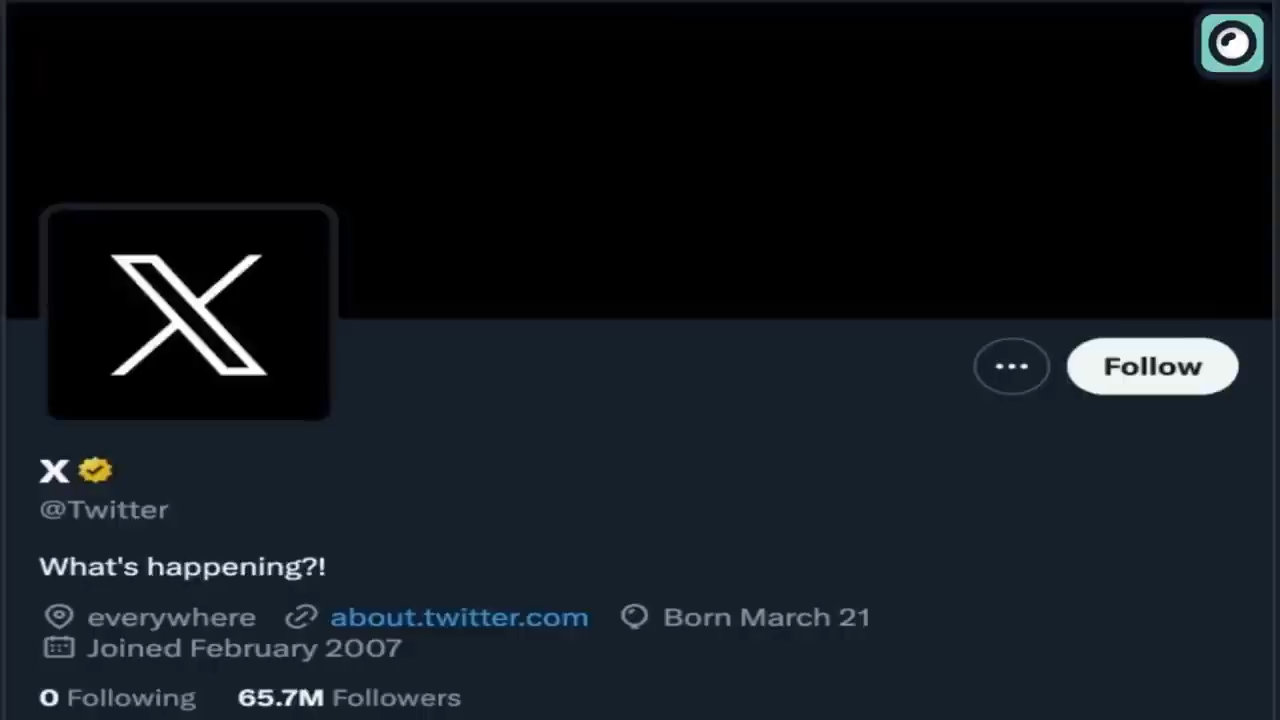 Follow
X
@Twitter
What's happening?!
everywhere about.twitter.com Born March 21
Joined February 2007
0 Following 65.7M Followers